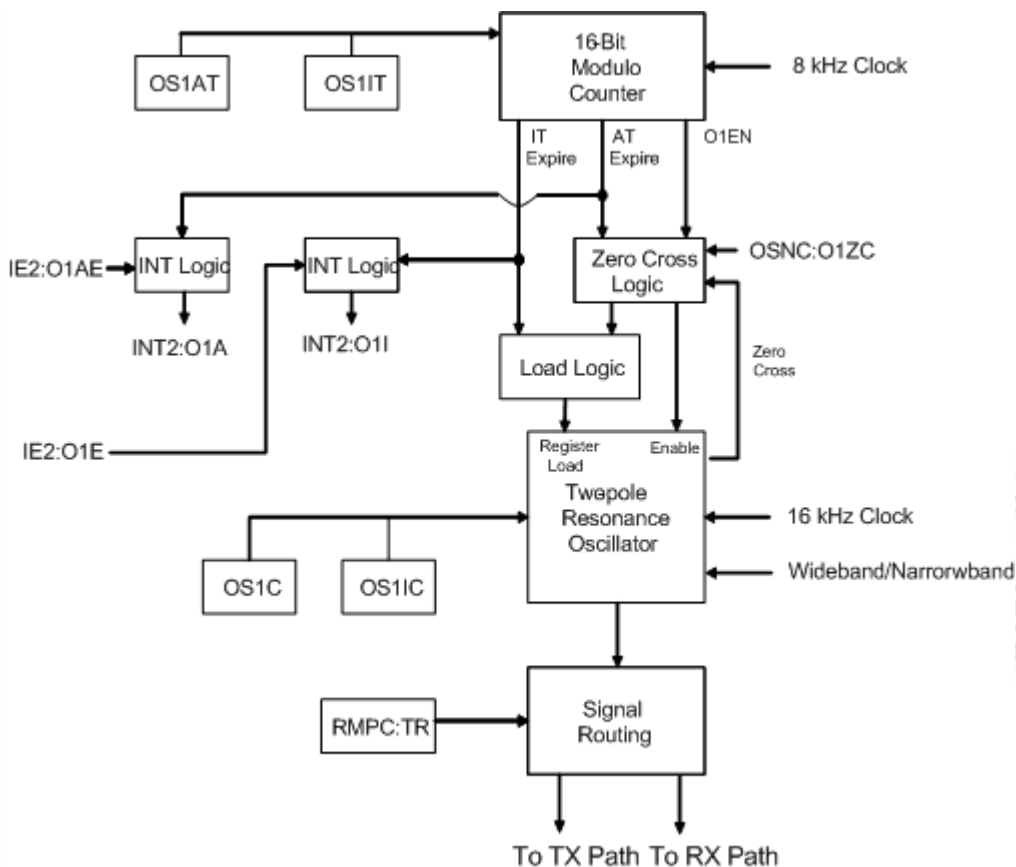 16-Bit
Modulo
Counter
8 kHz Clock
OS1AT
OS1IT
IT
Expire
AT
Expire
O1EN
IE2:O1AE
INT Logic
INT Logic
Zero Cross
Logic
OSNC:O1ZC
INT2:O1A
INT2:O1I
Load Logic
Zero
Cross
IE2:O1E
Register
Load
Enable
Twopole
Resonance
Oscillator
16 kHz Clock
Wideband/Narrorwband
OS1C
OS1IC
RMPC:TR
Signal
Routing
To TX Path
To RX Path